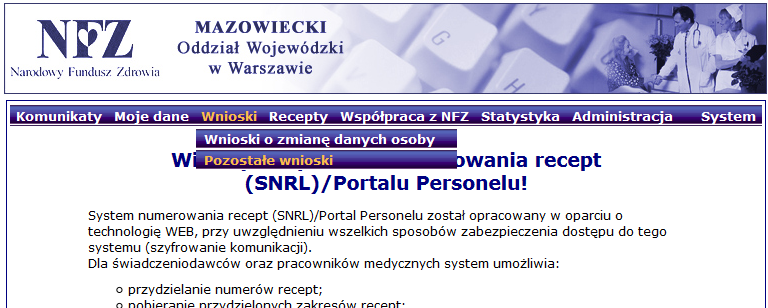 NFZ
Narodowy Fundusz Zdrowia
MAZOWIECKI
Oddział Wojewódzki
w Warszawie
Komunikaty Moje dane Wnioski Recepty Współpraca z NFZ Statystyka Administracja System
Wnioski o zmianę danych osoby
Pozostałe wnioski
recept
(SNRL)/Portalu Personelu!
System numerowania recept (SNRL)/Portal Personelu został opracowany w oparciu o
technologię WEB, przy uwzględnieniu wszelkich sposobów zabezpieczenia dostępu do tego
systemu (szyfrowanie komunikacji).
Dla świadczeniodawców oraz pracowników medycznych system umożliwia:
przydzielanie numerów recept;
pobieranie przydzielonych zakresów recept;